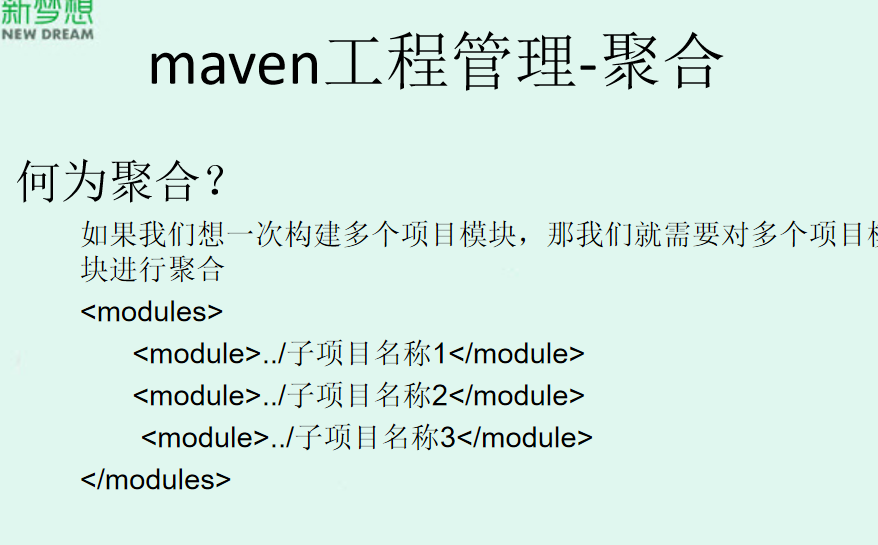 新梦想
NEW DREAM
maven工程管理-聚合
何为聚合？
如果我们想一次构建多个项目模块，那我们就需要对多个项目模
块进行聚合
<modules>
<module>../子项目名称1</module>
<module>../子项目名称2</module>
<module>../子项目名称3</module>
</modules>